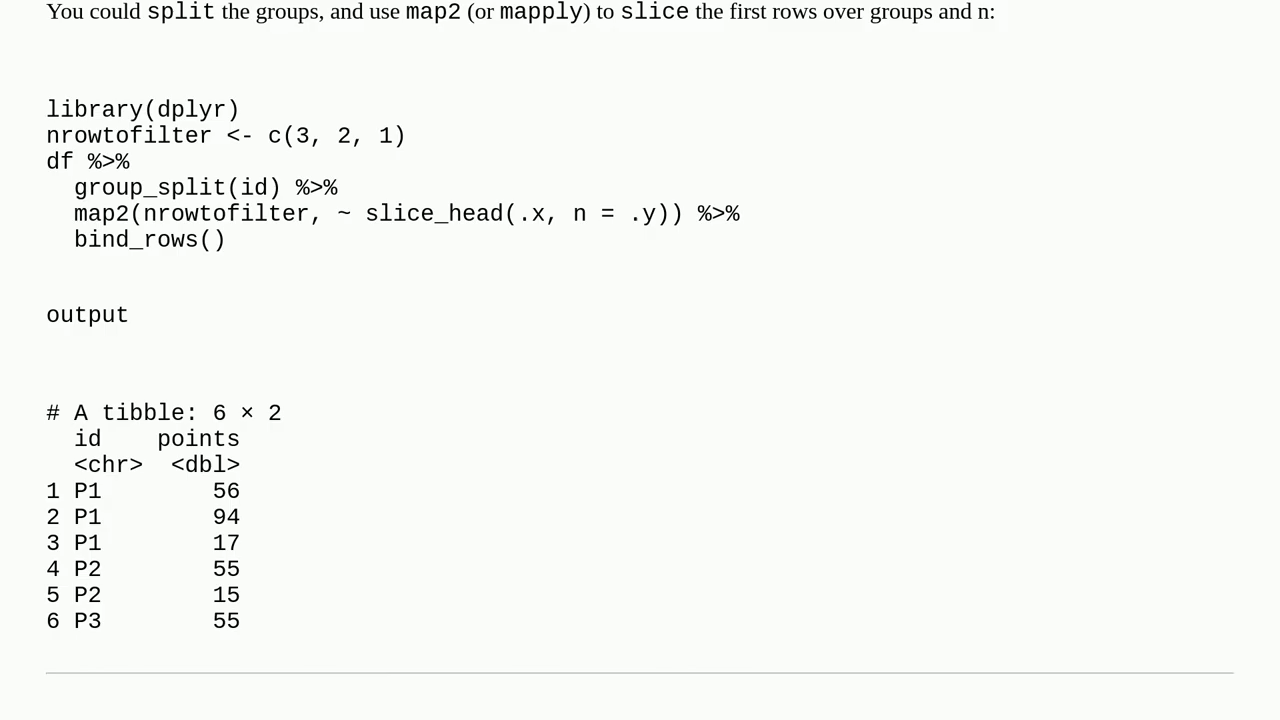 You could split the groups, and use map2 (or mapply) to slice the first rows over groups and n:
library(dplyr)
nrowtofilter <- c(3, 2, 1)
df %>%
  group_split(id) %>%
  map2(nrowtofilter, ~ slice_head(.x, n = .y)) %>%
  bind_rows()
output
# A tibble: 6 × 2
  id    points
  <chr>  <dbl>
1 P1        56
2 P1        94
3 P1        17
4 P2        55
5 P2        15
6 P3        55